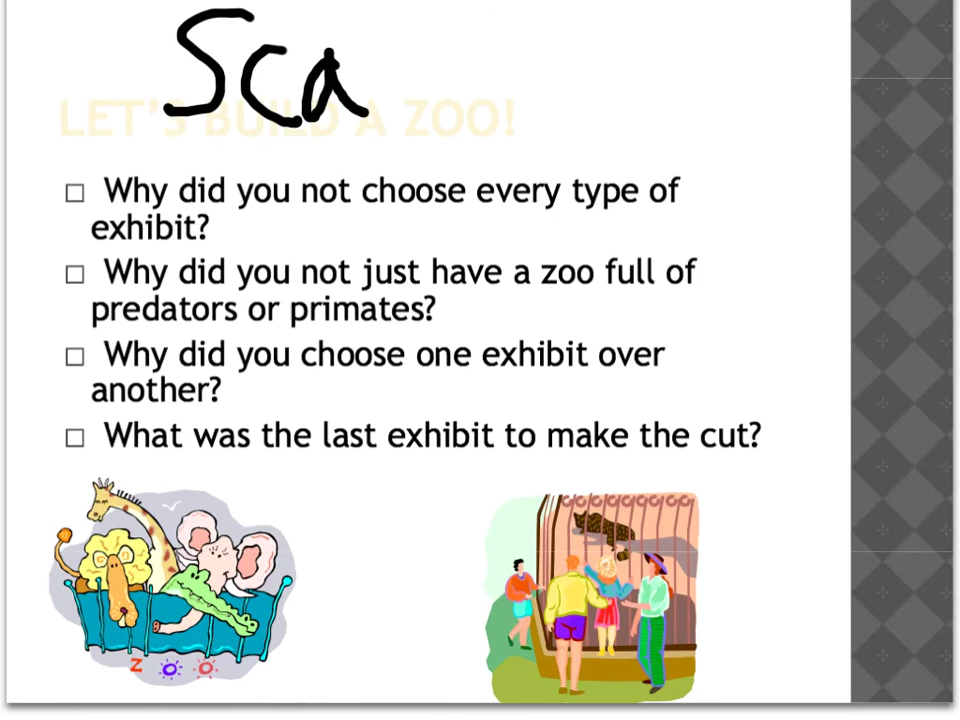 Sca
LET'S BUILD A ZOO!
Why did you not choose every type of
exhibit?
Why did you not just have a zoo full of
predators or primates?
Why did you choose one exhibit over
another?
What was the last exhibit to make the cut?
ZOO